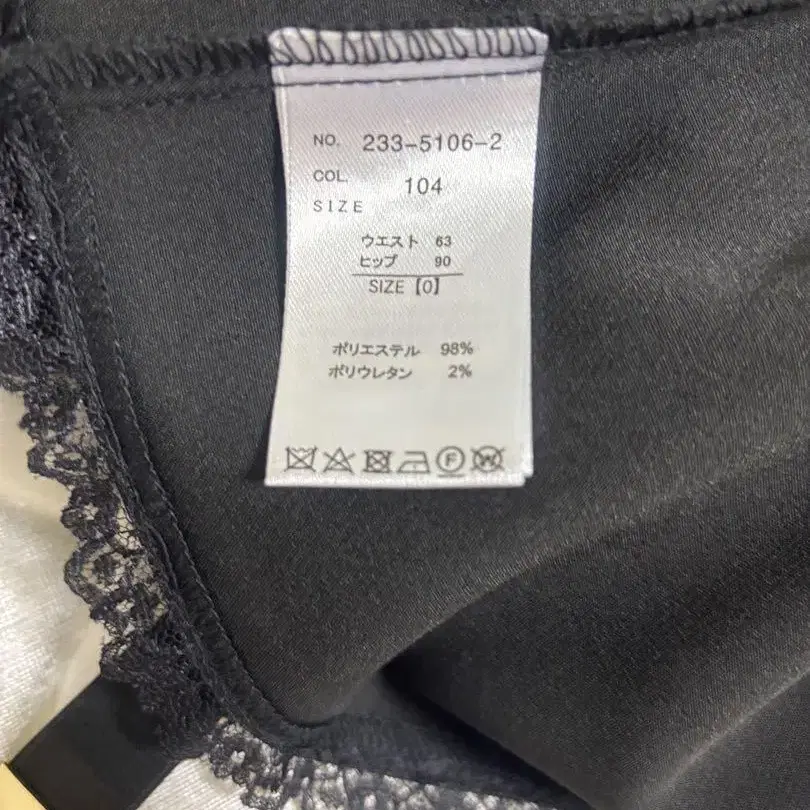 NO. 233-5106-2
COL. 104
SIZE
ウエスト 63
ヒップ 90
SIZE【0】
ポリエステル 98%
ポリウレタン 2%
F W